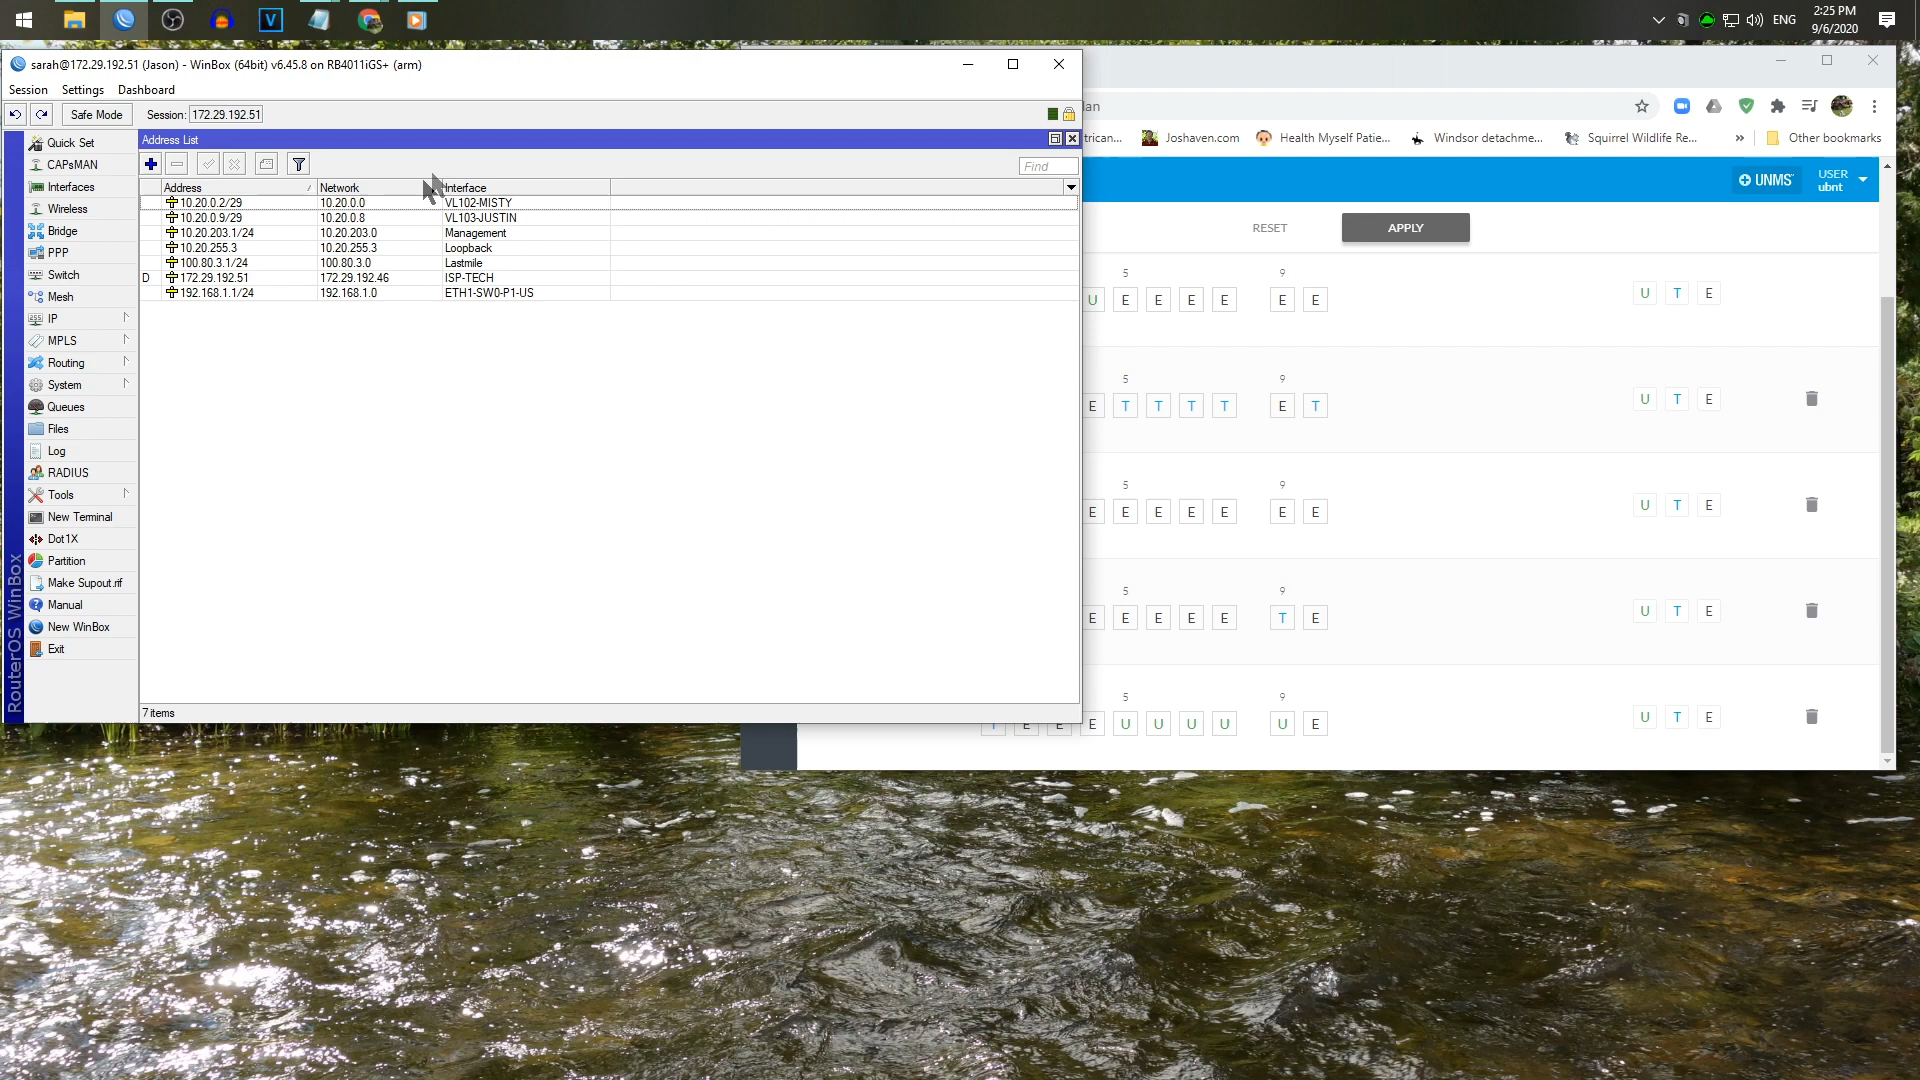 ENG
2:25 PM
9/6/2020
sarah@172.29.192.51 (Jason) - WinBox (64bit) v6.45.8 on RB4011iGS+ (arm)
Session Settings Dashboard
Safe Mode Session: 172.29.192.51
Address List
Find
Address Network Interface
10.20.0.2/29 10.20.0.0 VL102-MISTY
10.20.0.9/29 10.20.0.8 VL103-JUSTIN
10.20.203.1/24 10.20.203.0 Management
10.20.255.3 10.20.255.3 Loopback
100.80.3.1/24 100.80.3.0 Lastmile
D 172.29.192.51 172.29.192.46 ISP-TECH
192.168.1.1/24 192.168.1.0 ETH1-SW0-P1-US
7 items
Quick Set
CAPsMAN
Interfaces
Wireless
Bridge
PPP
Switch
Mesh
IP
MPLS
Routing
System
Queues
Files
Log
RADIUS
Tools
New Terminal
Dot1X
Partition
Make Supout.rif
Manual
New WinBox
Exit
RouterOS WinBox
lan
trican... Joshaven.com Health Myself Patie... Windsor detachme... Squirrel Wildlife Re... » Other bookmarks
UNMS USER
ubnt
RESET APPLY
5 9
U E E E E E E U T E
5 9
E T T T T E T U T E
5 9
E E E E E E E U T E
5 9
E E E E E T E U T E
5 9
T E E E U U U U U E U T E